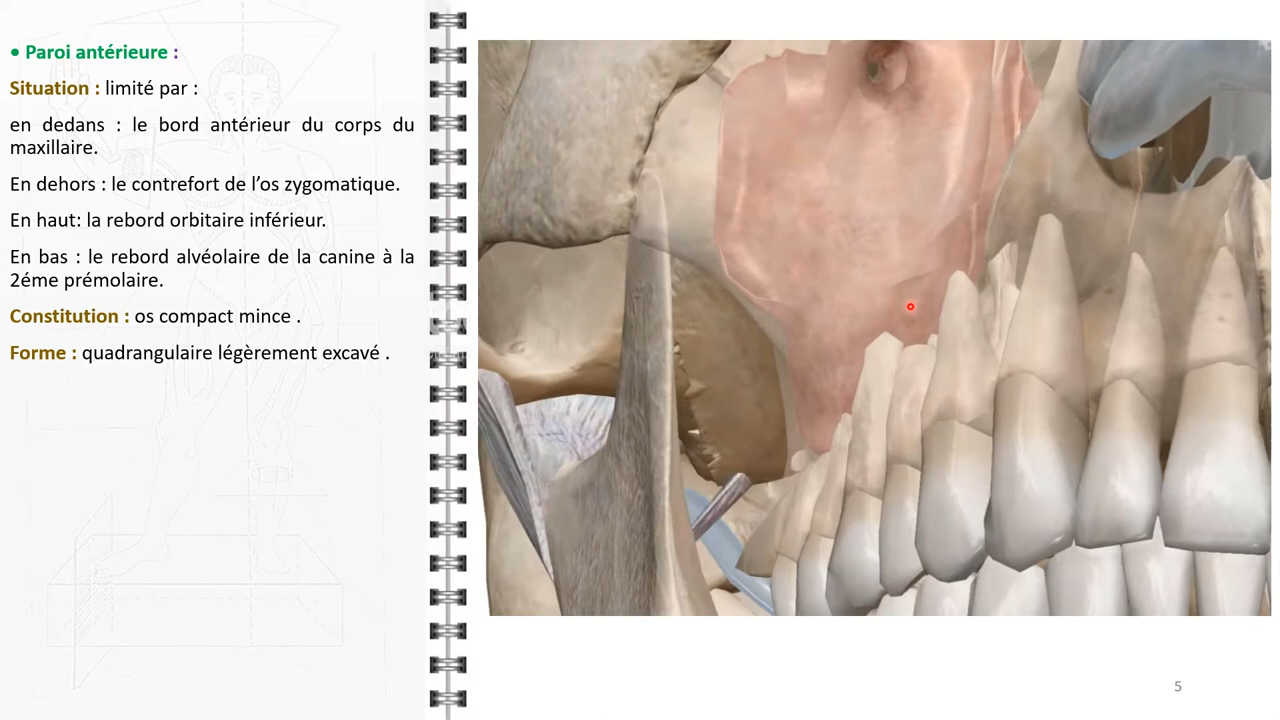 • Paroi antérieure :
Situation : limité par :
en dedans : le bord antérieur du corps du
maxillaire.
En dehors : le contrefort de l’os zygomatique.
En haut: la rebord orbitaire inférieur.
En bas : le rebord alvéolaire de la canine à la
2éme prémolaire.
Constitution : os compact mince .
Forme : quadrangulaire légèrement excavé .
5